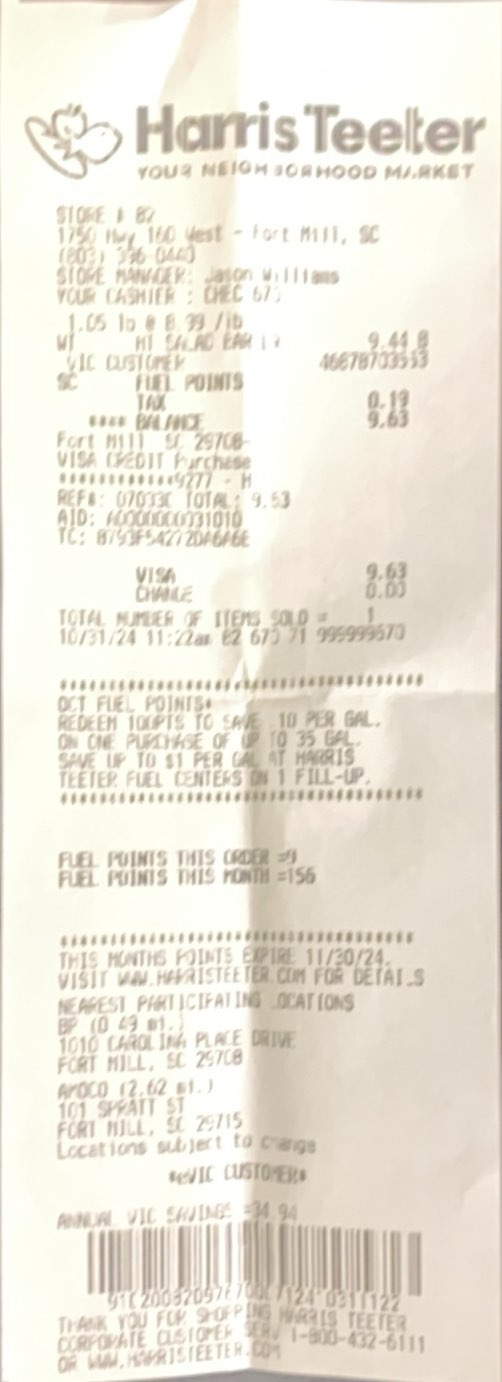 Harris Teeter
YOUR NEIGHBORHOOD MARKET
STORE # 82
1750 Hwy 160 West - Fort Mill, SC
(803)
STORE MANAGER: Jason Williams
YOUR CASHIER : CHEC 673
1.05 lb @ 8.99 /lb
WT HT SALAD BAR 9.44 B
VIC CUSTOMER
SC FUEL POINTS
TAX 0.19
**** BALANCE 9.63
Fort Mill SC 29708-
VISA CREDIT Purchase
************9277 - H
REF#: 07033C TOTAL: 9.63
AID: A0000000031010
TC:
VISA 9.63
CHANGE 0.00
TOTAL NUMBER OF ITEMS SOLD = 1
10/31/24 11:22am 82 673 71
OCT FUEL POINTS*
REDEEM 100PTS TO SAVE .10 PER GAL.
ON ONE PURCHASE OF UP TO 35 GAL.
SAVE UP TO $1 PER GAL AT HARRIS
TEETER FUEL CENTERS ON 1 FILL-UP.
FUEL POINTS THIS ORDER =9
FUEL POINTS THIS MONTH =156
THIS MONTHS POINTS EXPIRE 11/30/24.
VISIT WWW.HARRISTEETER.COM FOR DETAILS
NEAREST PARTICIPATING LOCATIONS
BP (0.49 mi.)
1010 CAROLINA PLACE DRIVE
FORT MILL, SC 29708
AMOCO (2.62 mi.)
101 SPRATT ST
FORT MILL, SC 29715
Locations subject to change
*eVIC CUSTOMER*
ANNUAL VIC SAVINGS =34.94
THANK YOU FOR SHOPPING HARRIS TEETER
CORPORATE CUSTOMER SERV 1-800-432-6111
OR WWW.HARRISTEETER.COM